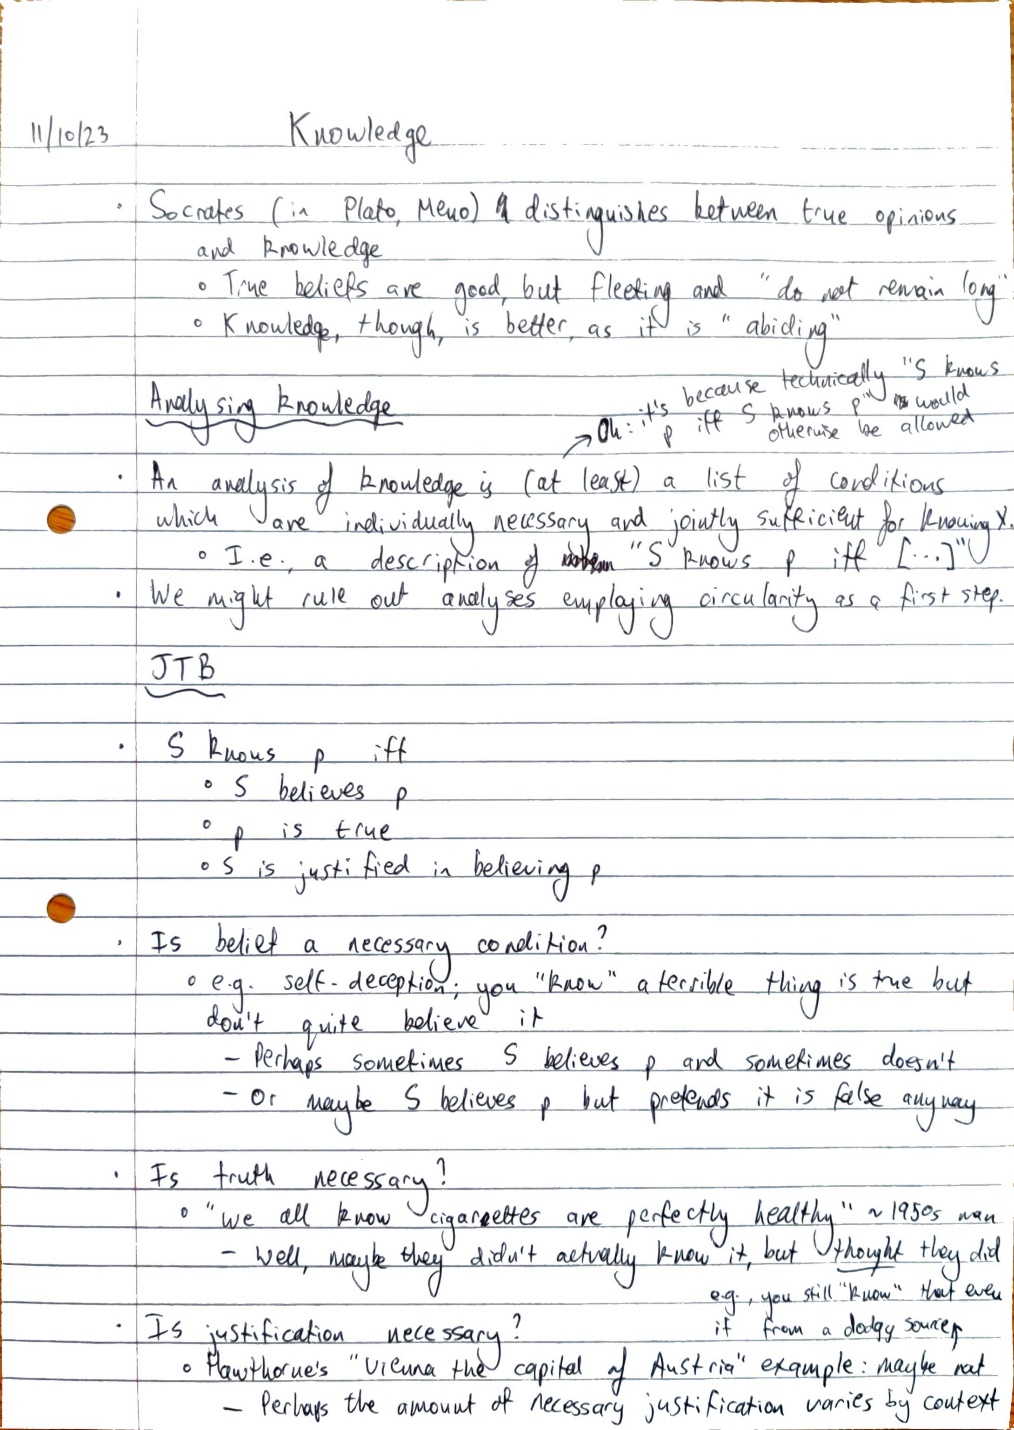 11/10/23 Knowledge
· Socrates (in Plato, Meno) distinguishes between true opinions
and knowledge
∘ True beliefs are good, but fleeting and "do not remain long"
∘ Knowledge, though, is better, as it is "abiding"
Analysing knowledge
Oh: it's because technically "S knows
p iff S knows p" would
otherwise be allowed
· An analysis of knowledge is (at least) a list of conditions
which are individually necessary and jointly sufficient for knowing X.
∘ I.e., a description of "S knows p iff [...]"
· We might rule out analyses employing circularity as a first step.
JTB
· S knows p iff
∘ S believes p
∘ p is true
∘ S is justified in believing p
· Is belief a necessary condition?
∘ e.g. self-deception; you "know" a terrible thing is true but
don't quite believe it
– Perhaps sometimes S believes p and sometimes doesn't
– Or maybe S believes p but pretends it is false anyway
· Is truth necessary?
∘ "we all know cigarettes are perfectly healthy" ~ 1950s man
– Well, maybe they didn't actually know it, but thought they did
e.g., you still "know" that even
if from a dodgy source
· Is justification necessary?
∘ Hawthorne's "Vienna the capital of Austria" example: maybe not
– Perhaps the amount of necessary justification varies by context